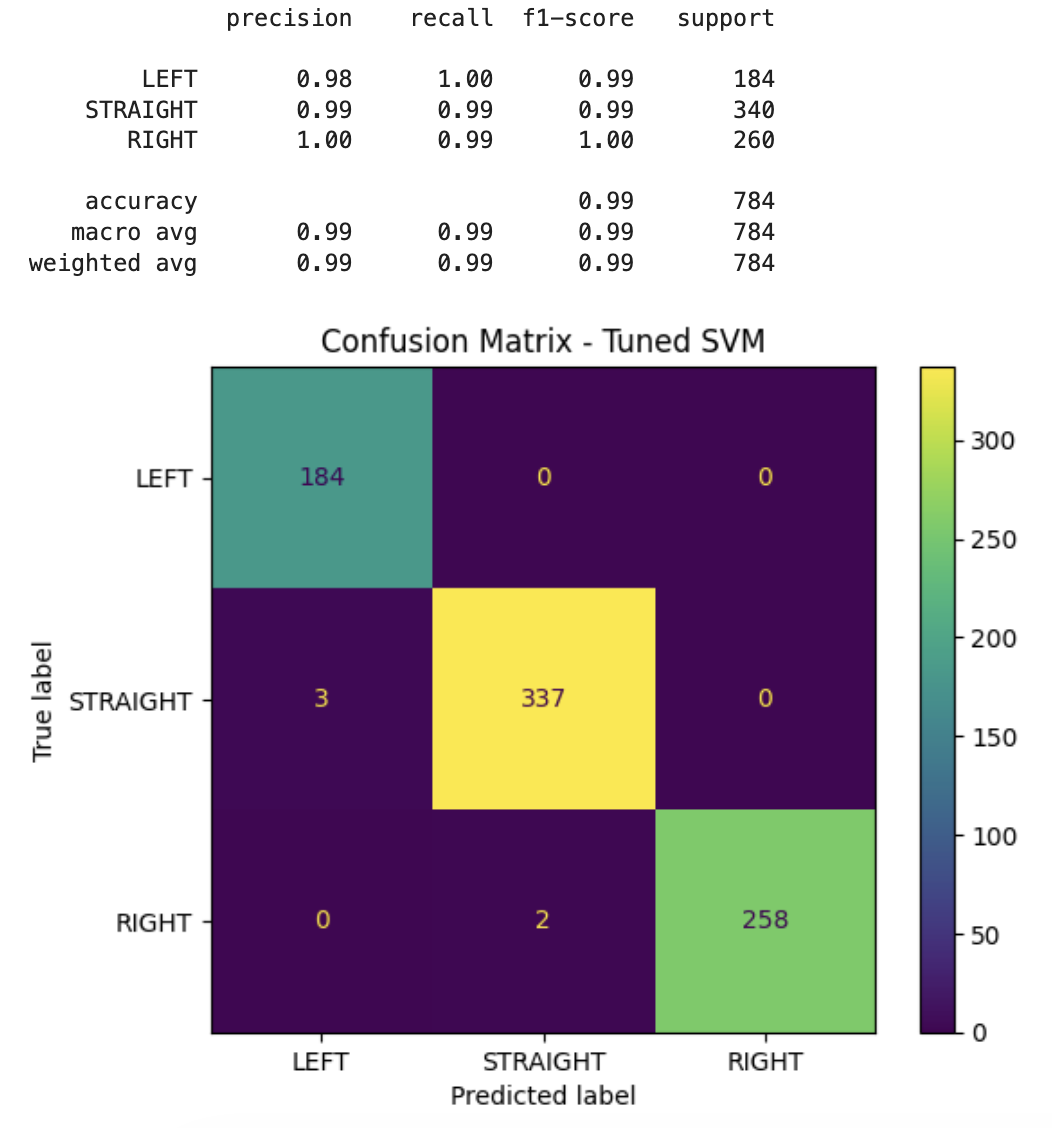 precision recall f1-score support
LEFT 0.98 1.00 0.99 184
STRAIGHT 0.99 0.99 0.99 340
RIGHT 1.00 0.99 1.00 260
accuracy 0.99 784
macro avg 0.99 0.99 0.99 784
weighted avg 0.99 0.99 0.99 784
Confusion Matrix - Tuned SVM
LEFT 184 0 0
STRAIGHT 3 337 0
RIGHT 0 2 258
True label
LEFT STRAIGHT RIGHT
Predicted label
300
250
200
150
100
50
0